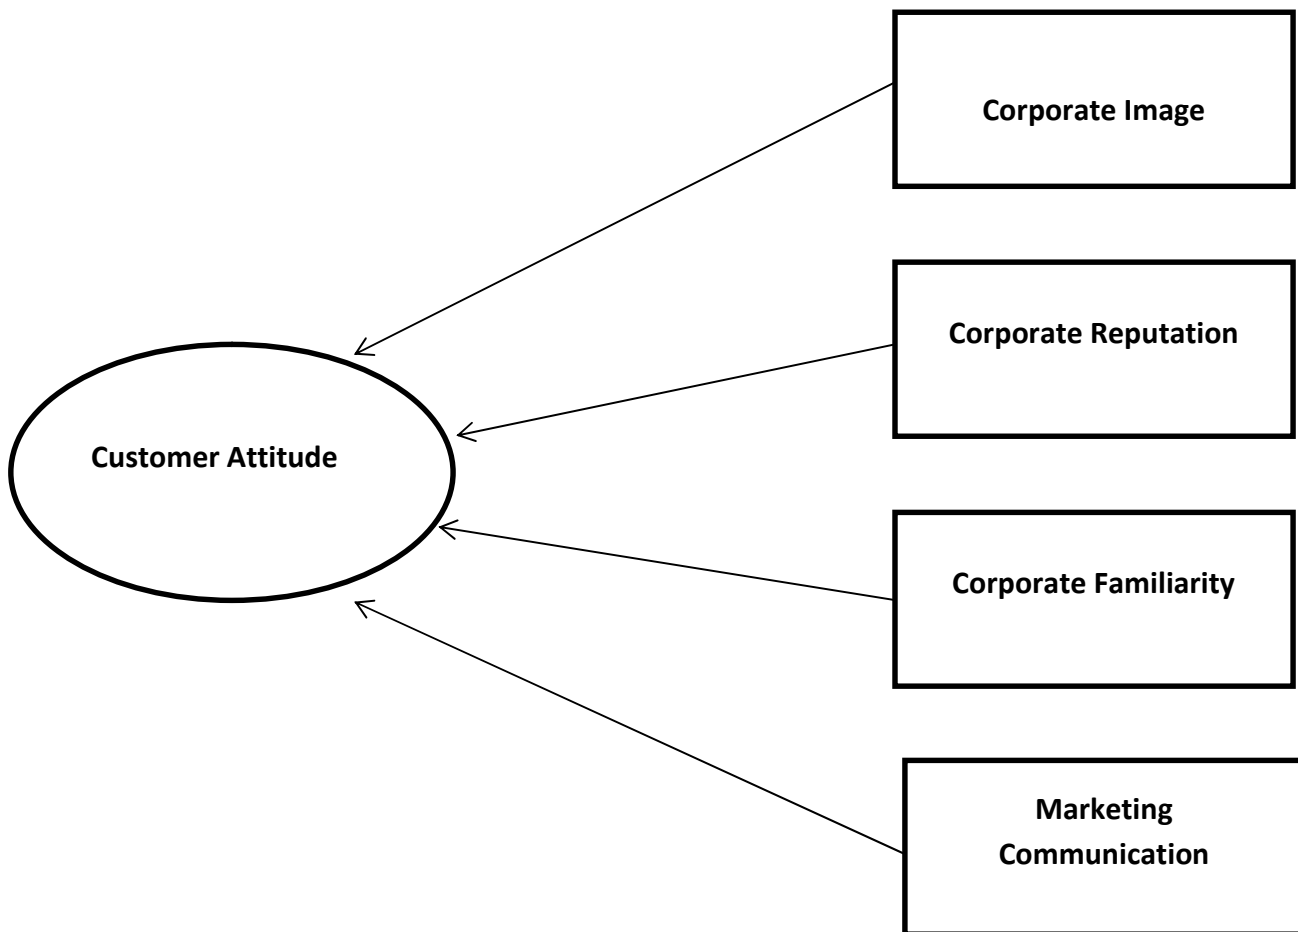 Corporate Image
Corporate Reputation
Customer Attitude
Corporate Familiarity
Marketing
Communication